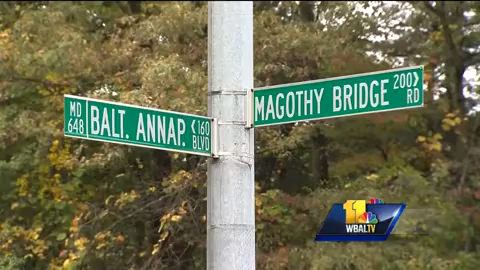 MD
648
BALT. ANNAP.
<160
BLVD
MAGOTHY BRIDGE
200>
RD
11
WBALTV